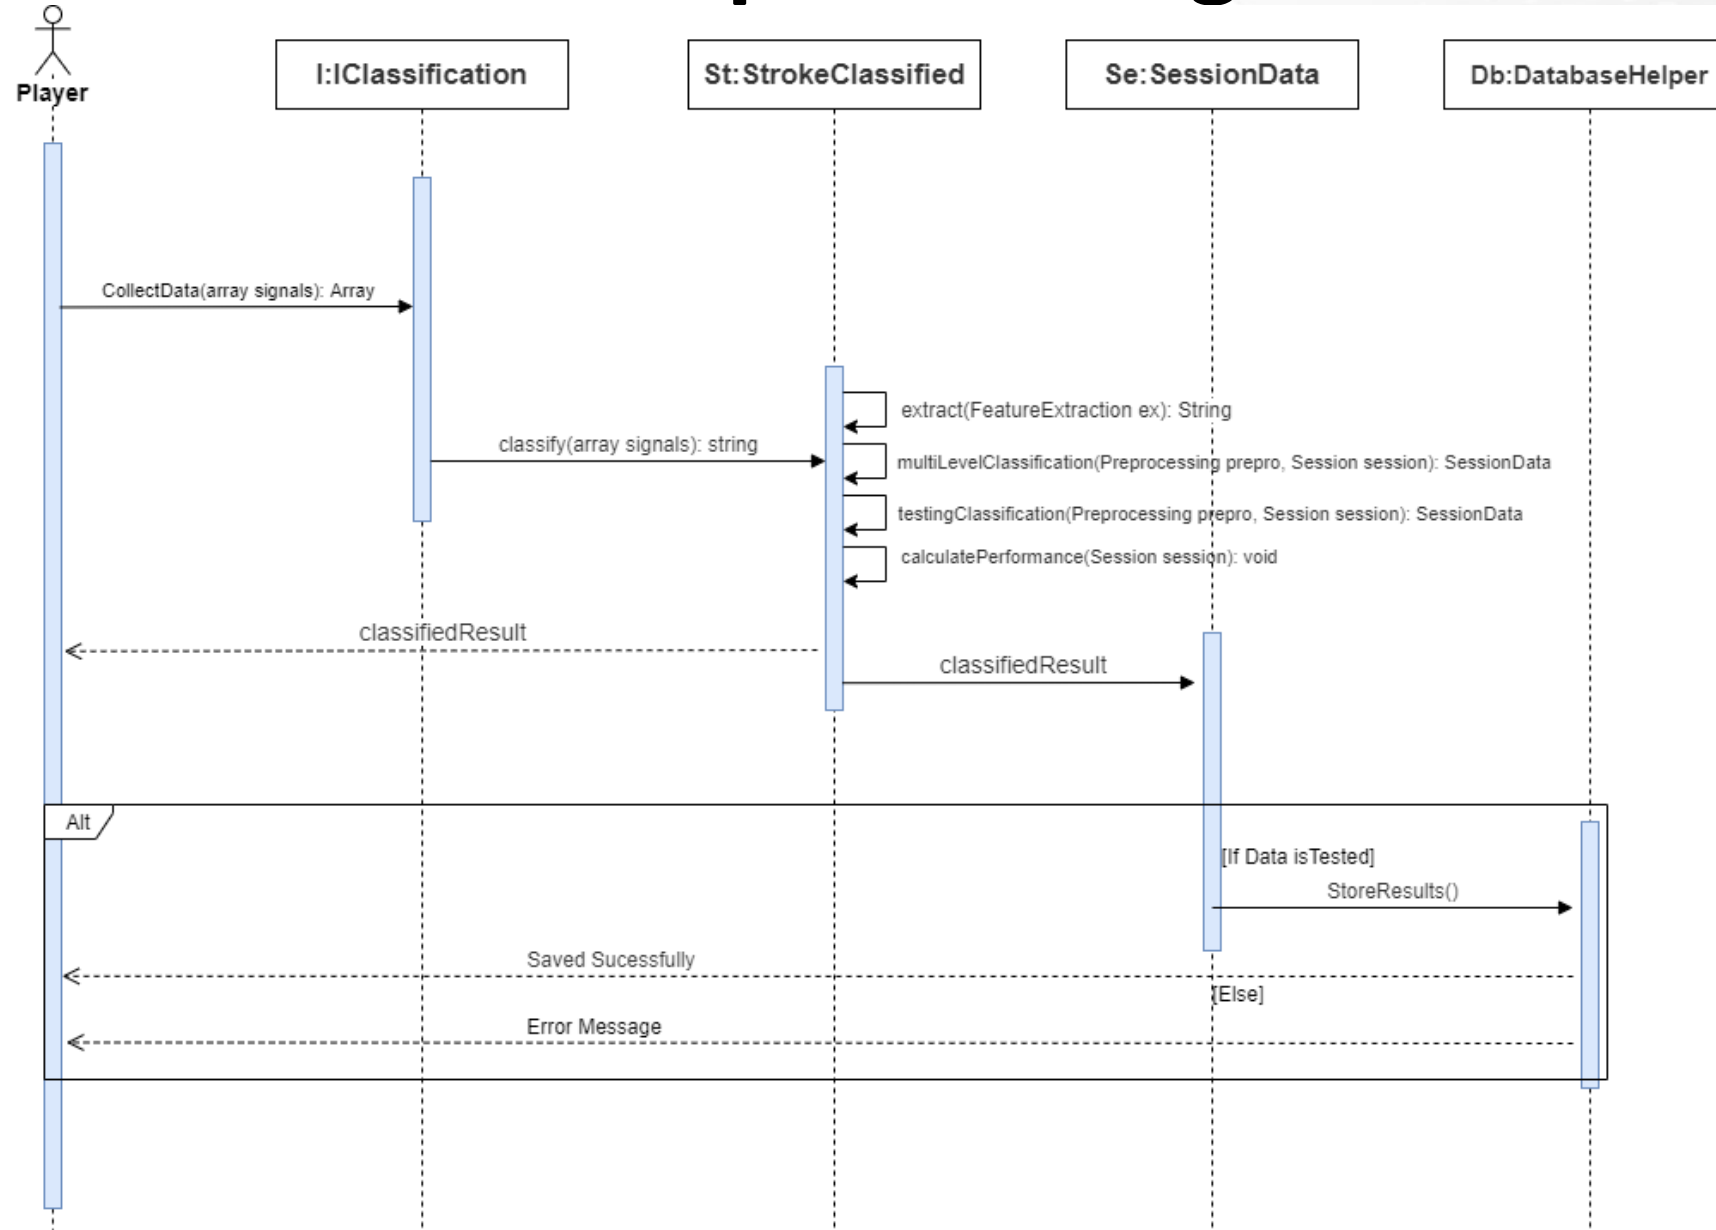 Player
I:IClassification
St:StrokeClassified
Se:SessionData
Db:DatabaseHelper
CollectData(array signals): Array
extract(FeatureExtraction ex): String
classify(array signals): string
multiLevelClassification(Preprocessing prepro, Session session): SessionData
testingClassification(Preprocessing prepro, Session session): SessionData
calculatePerformance(Session session): void
classifiedResult
classifiedResult
Alt
[If Data isTested]
StoreResults()
Saved Sucessfully
[Else]
Error Message